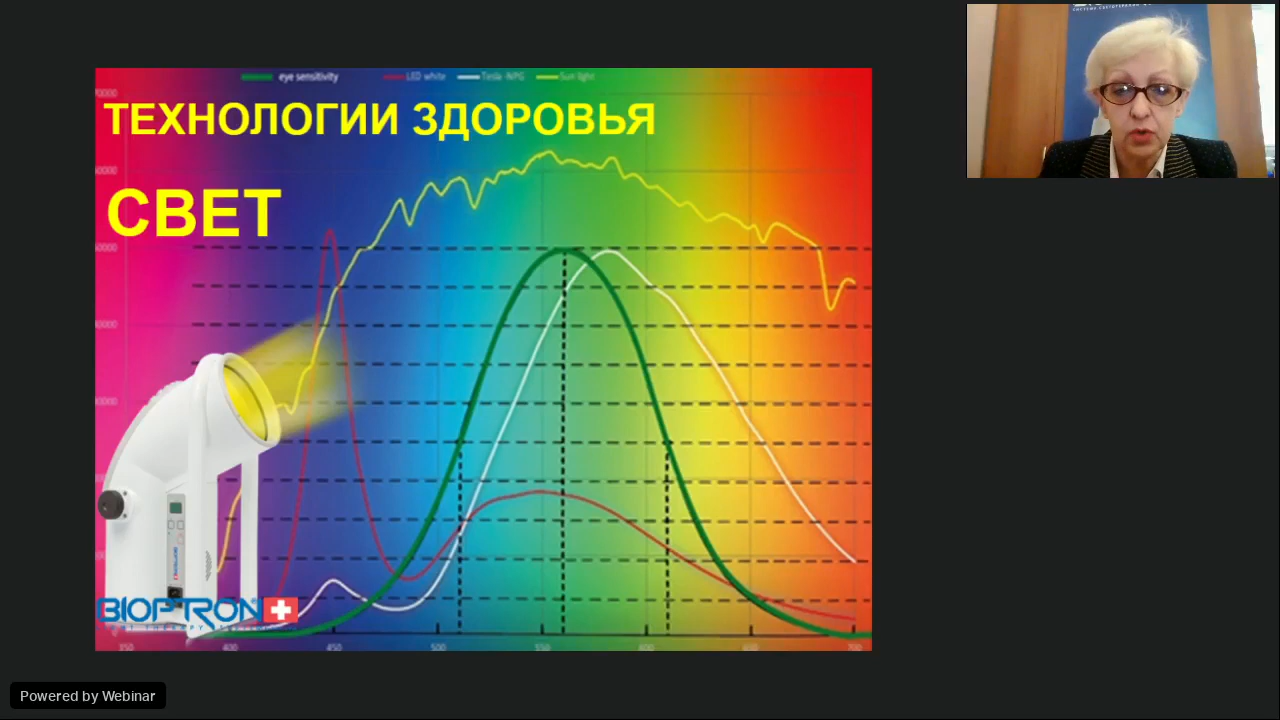 eye sensitivity
LED white
Tesla NPG
Sun light
ТЕХНОЛОГИИ ЗДОРОВЬЯ
СВЕТ
BIOPTRON
350 400 450 500 550 600 650 700
Powered by Webinar